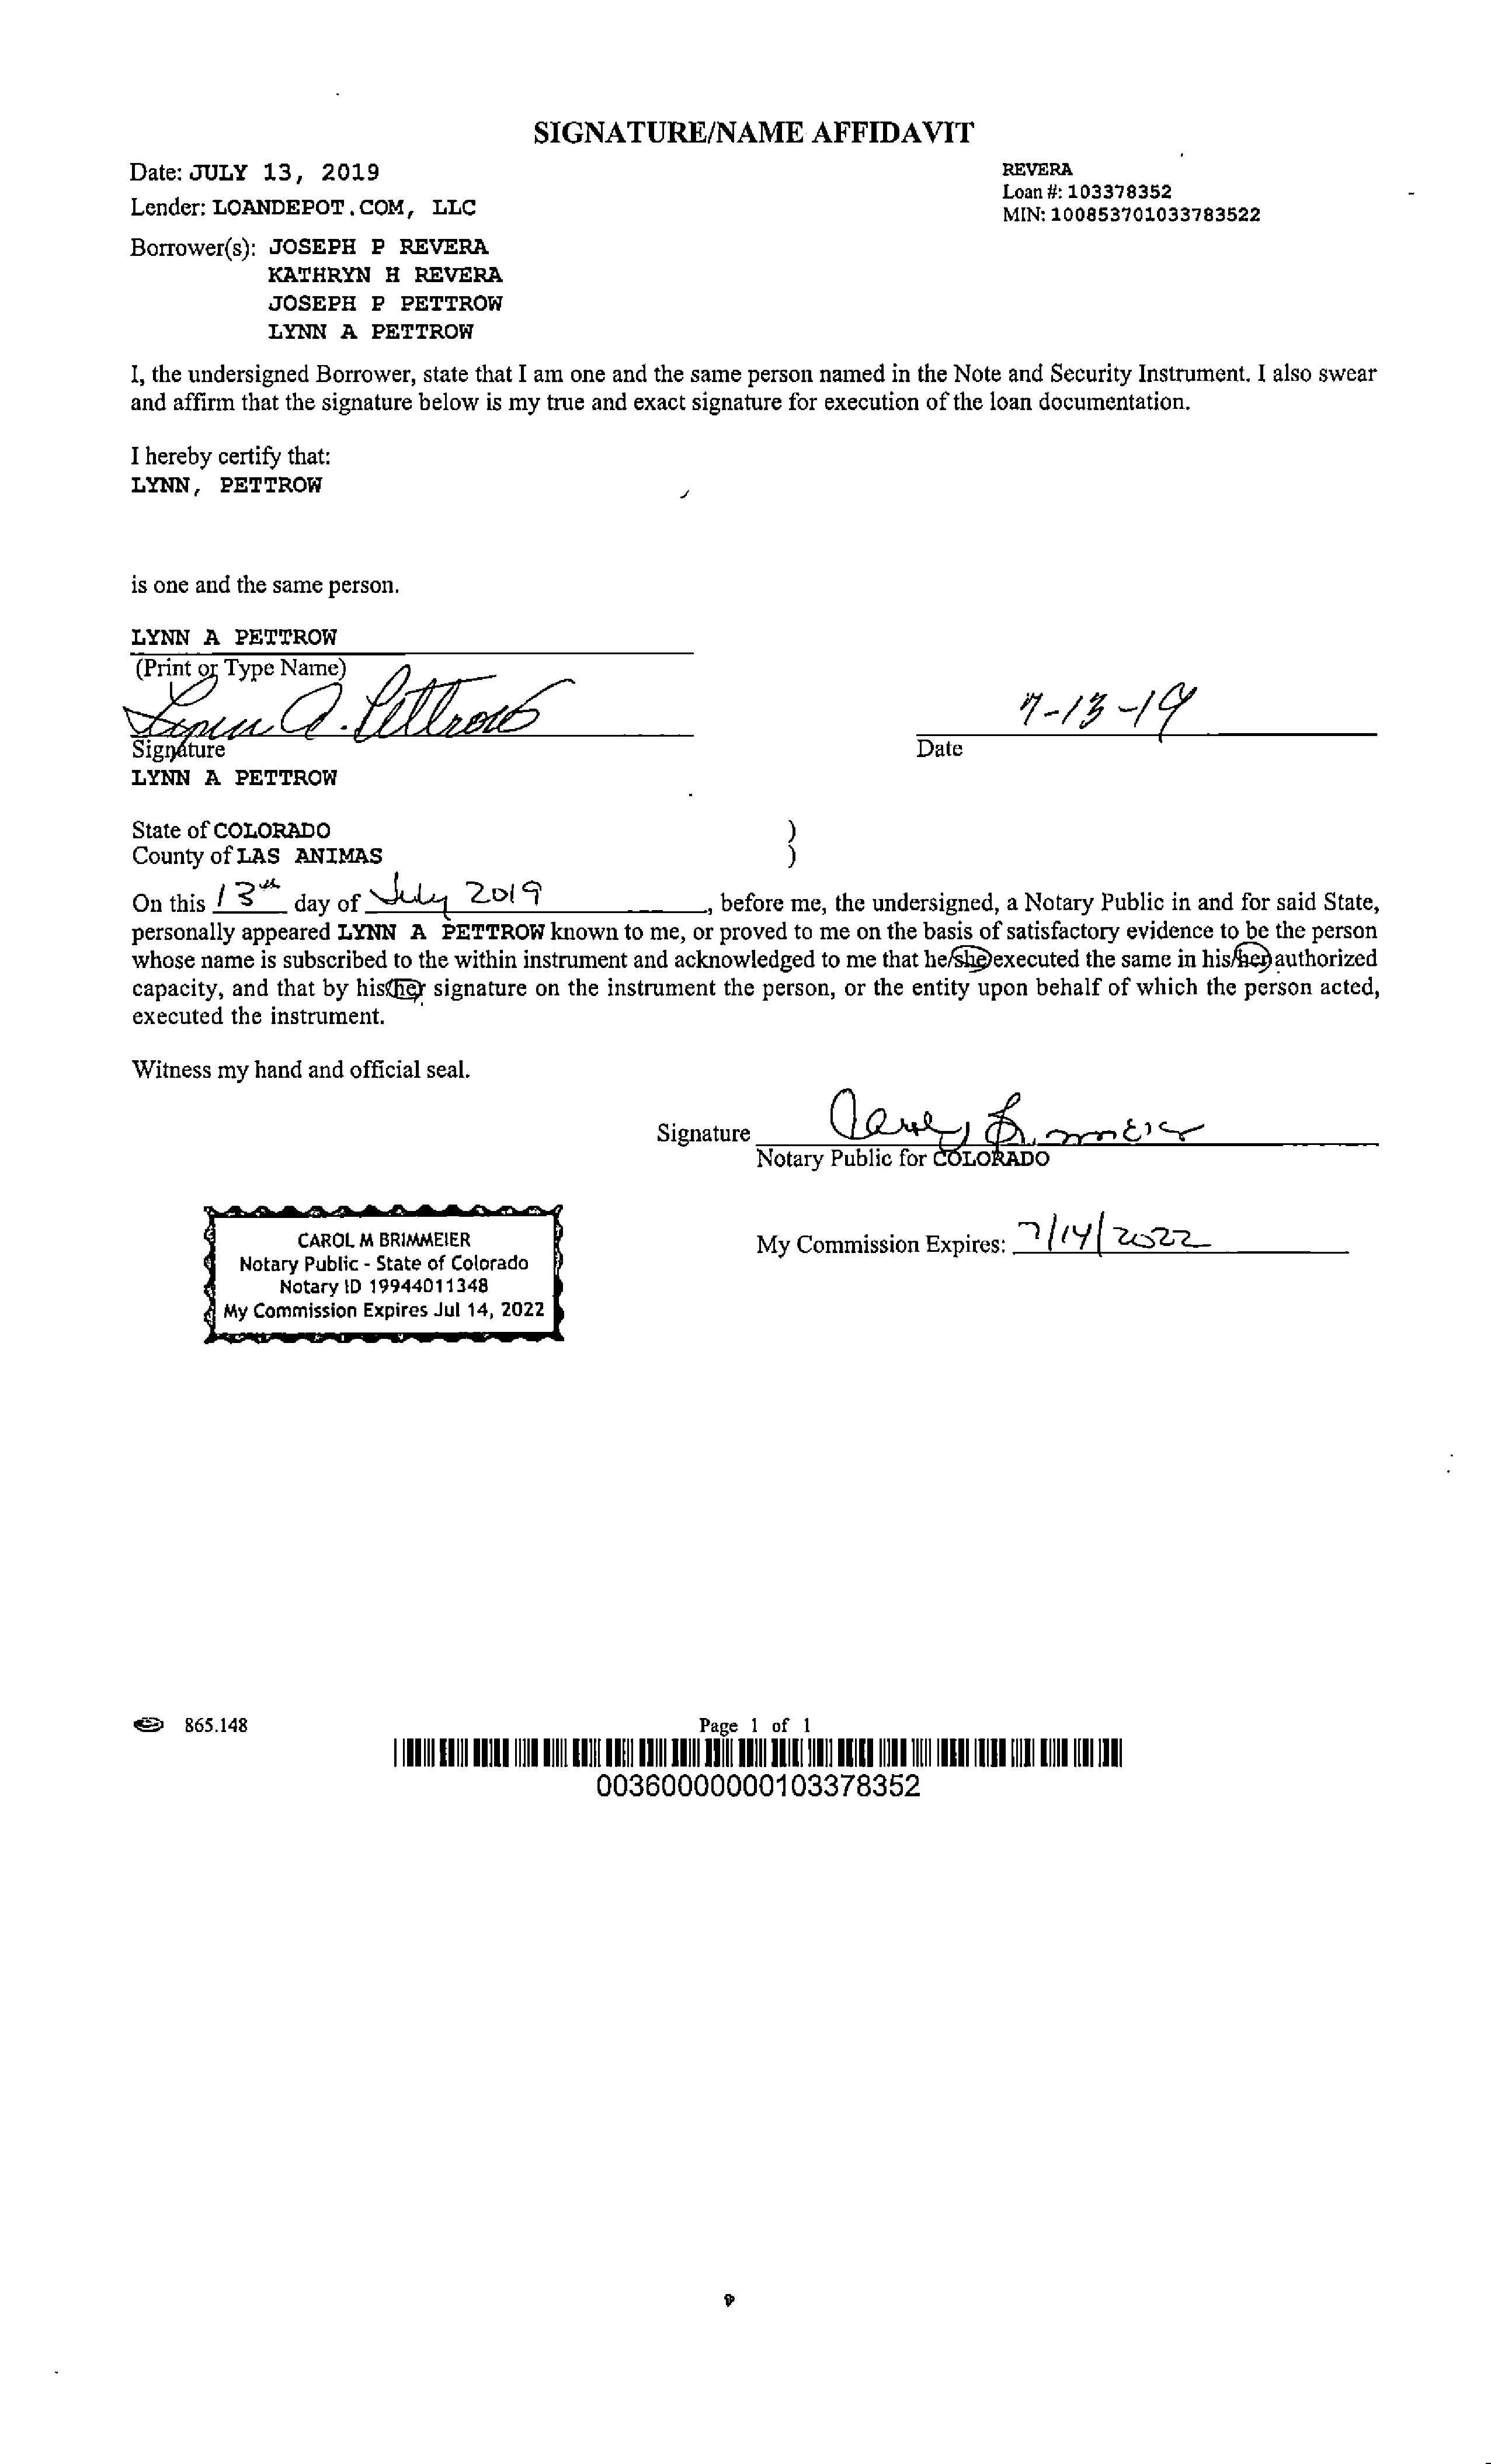 SIGNATURE/NAME AFFIDAVIT
Date: JULY 13, 2019
REVERA
Loan #: 103378352
MIN: 100853701033783522
Lender: LOANDEPOT.COM, LLC
Borrower(s): JOSEPH P REVERA
KATHRYN H REVERA
JOSEPH P PETTROW
LYNN A PETTROW
I, the undersigned Borrower, state that I am one and the same person named in the Note and Security Instrument. I also swear
and affirm that the signature below is my true and exact signature for execution of the loan documentation.
I hereby certify that:
LYNN, PETTROW
is one and the same person.
LYNN A PETTROW
(Print or Type Name)
Lynn A. Pettrow
7-13-19
Signature
Date
LYNN A PETTROW
State of COLORADO )
County of LAS ANIMAS )
On this 13th day of July 2019, before me, the undersigned, a Notary Public in and for said State,
personally appeared LYNN A PETTROW known to me, or proved to me on the basis of satisfactory evidence to be the person
whose name is subscribed to the within instrument and acknowledged to me that he/she executed the same in his/her authorized
capacity, and that by his/her signature on the instrument the person, or the entity upon behalf of which the person acted,
executed the instrument.
Witness my hand and official seal.
Signature Carol Brimmeier
Notary Public for COLORADO
My Commission Expires: 7/14/2022
CAROL M BRIMMEIER
Notary Public - State of Colorado
Notary ID 19944011348
My Commission Expires Jul 14, 2022
865.148
Page 1 of 1
00360000000103378352